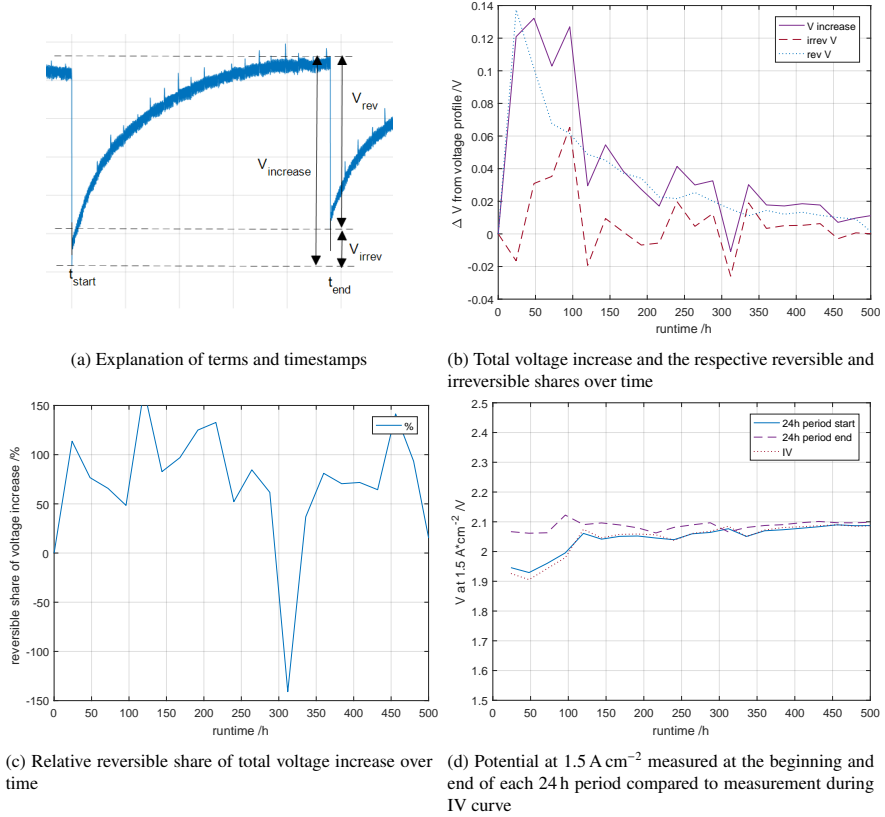 V_rev
V_increase
V_irrev
t_start
t_end
(a) Explanation of terms and timestamps
0.14
0.12
0.1
0.08
0.06
0.04
0.02
0
-0.02
-0.04
Δ V from voltage profile /V
V increase
irrev V
rev V
0 50 100 150 200 250 300 350 400 450 500
runtime /h
(b) Total voltage increase and the respective reversible and
irreversible shares over time
150
100
50
0
-50
-100
-150
reversible share of voltage increase /%
%
0 50 100 150 200 250 300 350 400 450 500
runtime /h
(c) Relative reversible share of total voltage increase over
time
2.5
2.4
2.3
2.2
2.1
2
1.9
1.8
1.7
1.6
1.5
V at 1.5 A*cm⁻² /V
24h period start
24h period end
IV
0 50 100 150 200 250 300 350 400 450 500
runtime /h
(d) Potential at 1.5 A cm⁻² measured at the beginning and
end of each 24 h period compared to measurement during
IV curve